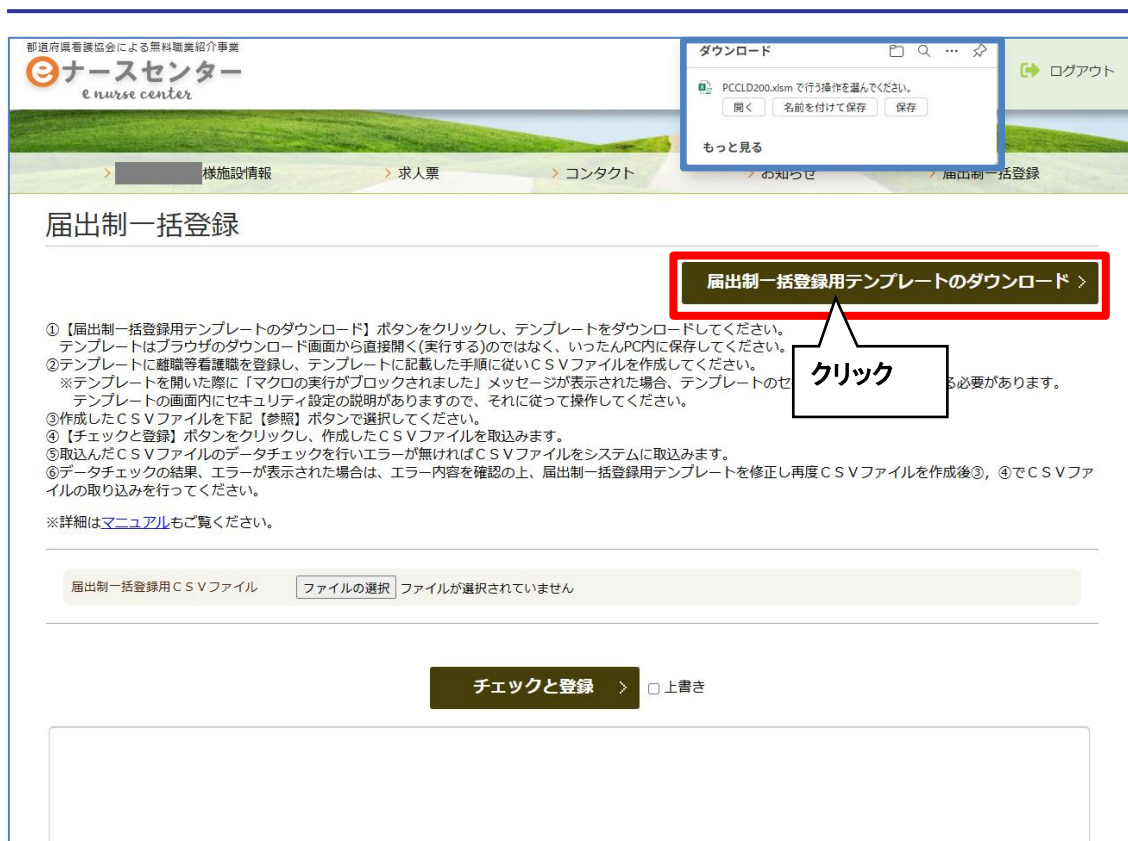 都道府県看護協会による無料職業紹介事業
eナースセンター
e nurse center
ダウンロード
PCCLD200.xlsm で行う操作を選んでください。
開く 名前を付けて保存 保存
もっと見る
ログアウト
様施設情報 求人票 コンタクト お知らせ 届出制一括登録
届出制一括登録
届出制一括登録用テンプレートのダウンロード
①【届出制一括登録用テンプレートのダウンロード】ボタンをクリックし、テンプレートをダウンロードしてください。
テンプレートはブラウザのダウンロード画面から直接開く(実行する)のではなく、いったんPC内に保存してください。
②テンプレートに離職等看護職を登録し、テンプレートに記載した手順に従いＣＳＶファイルを作成してください。
※テンプレートを開いた際に「マクロの実行がブロックされました」メッセージが表示された場合、テンプレートのセ る必要があります。
テンプレートの画面内にセキュリティ設定の説明がありますので、それに従って操作してください。
クリック
③作成したＣＳＶファイルを下記【参照】ボタンで選択してください。
④【チェックと登録】ボタンをクリックし、作成したＣＳＶファイルを取込みます。
⑤取込んだＣＳＶファイルのデータチェックを行いエラーが無ければＣＳＶファイルをシステムに取込みます。
⑥データチェックの結果、エラーが表示された場合は、エラー内容を確認の上、届出制一括登録用テンプレートを修正し再度ＣＳＶファイルを作成後③，④でＣＳＶファ
イルの取り込みを行ってください。
※詳細はマニュアルもご覧ください。
届出制一括登録用ＣＳＶファイル ファイルの選択 ファイルが選択されていません
チェックと登録 上書き